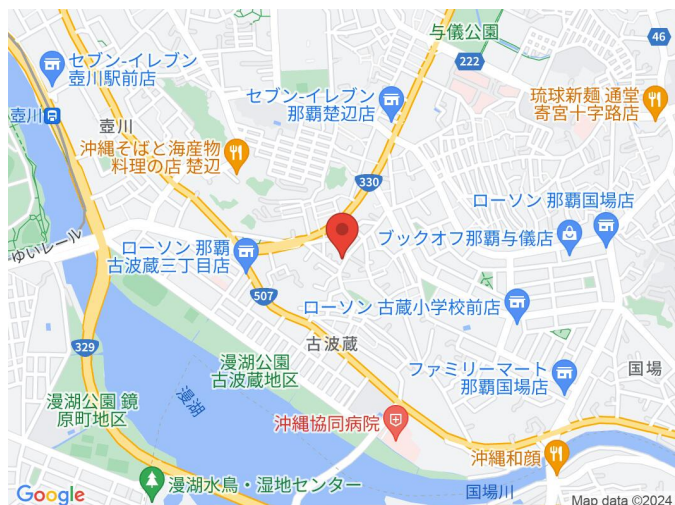 与儀公園
46
222
セブン-イレブン
壺川駅前店
壺川
壺川
セブン-イレブン
那覇楚辺店
琉球新麺 通堂
寄宮十字路店
沖縄そばと海産物
料理の店 楚辺
330
ローソン 那覇国場店
ブックオフ那覇与儀店
ゆいレール
ローソン 那覇
古波蔵三丁目店
507
ローソン 古蔵小学校前店
329
古波蔵
漫湖公園
古波蔵地区
ファミリーマート
那覇国場店
国場
漫湖公園 鏡
原町地区
漫湖
沖縄協同病院
沖縄和顔
漫湖水鳥・湿地センター
国場川
Google
Map data ©2024